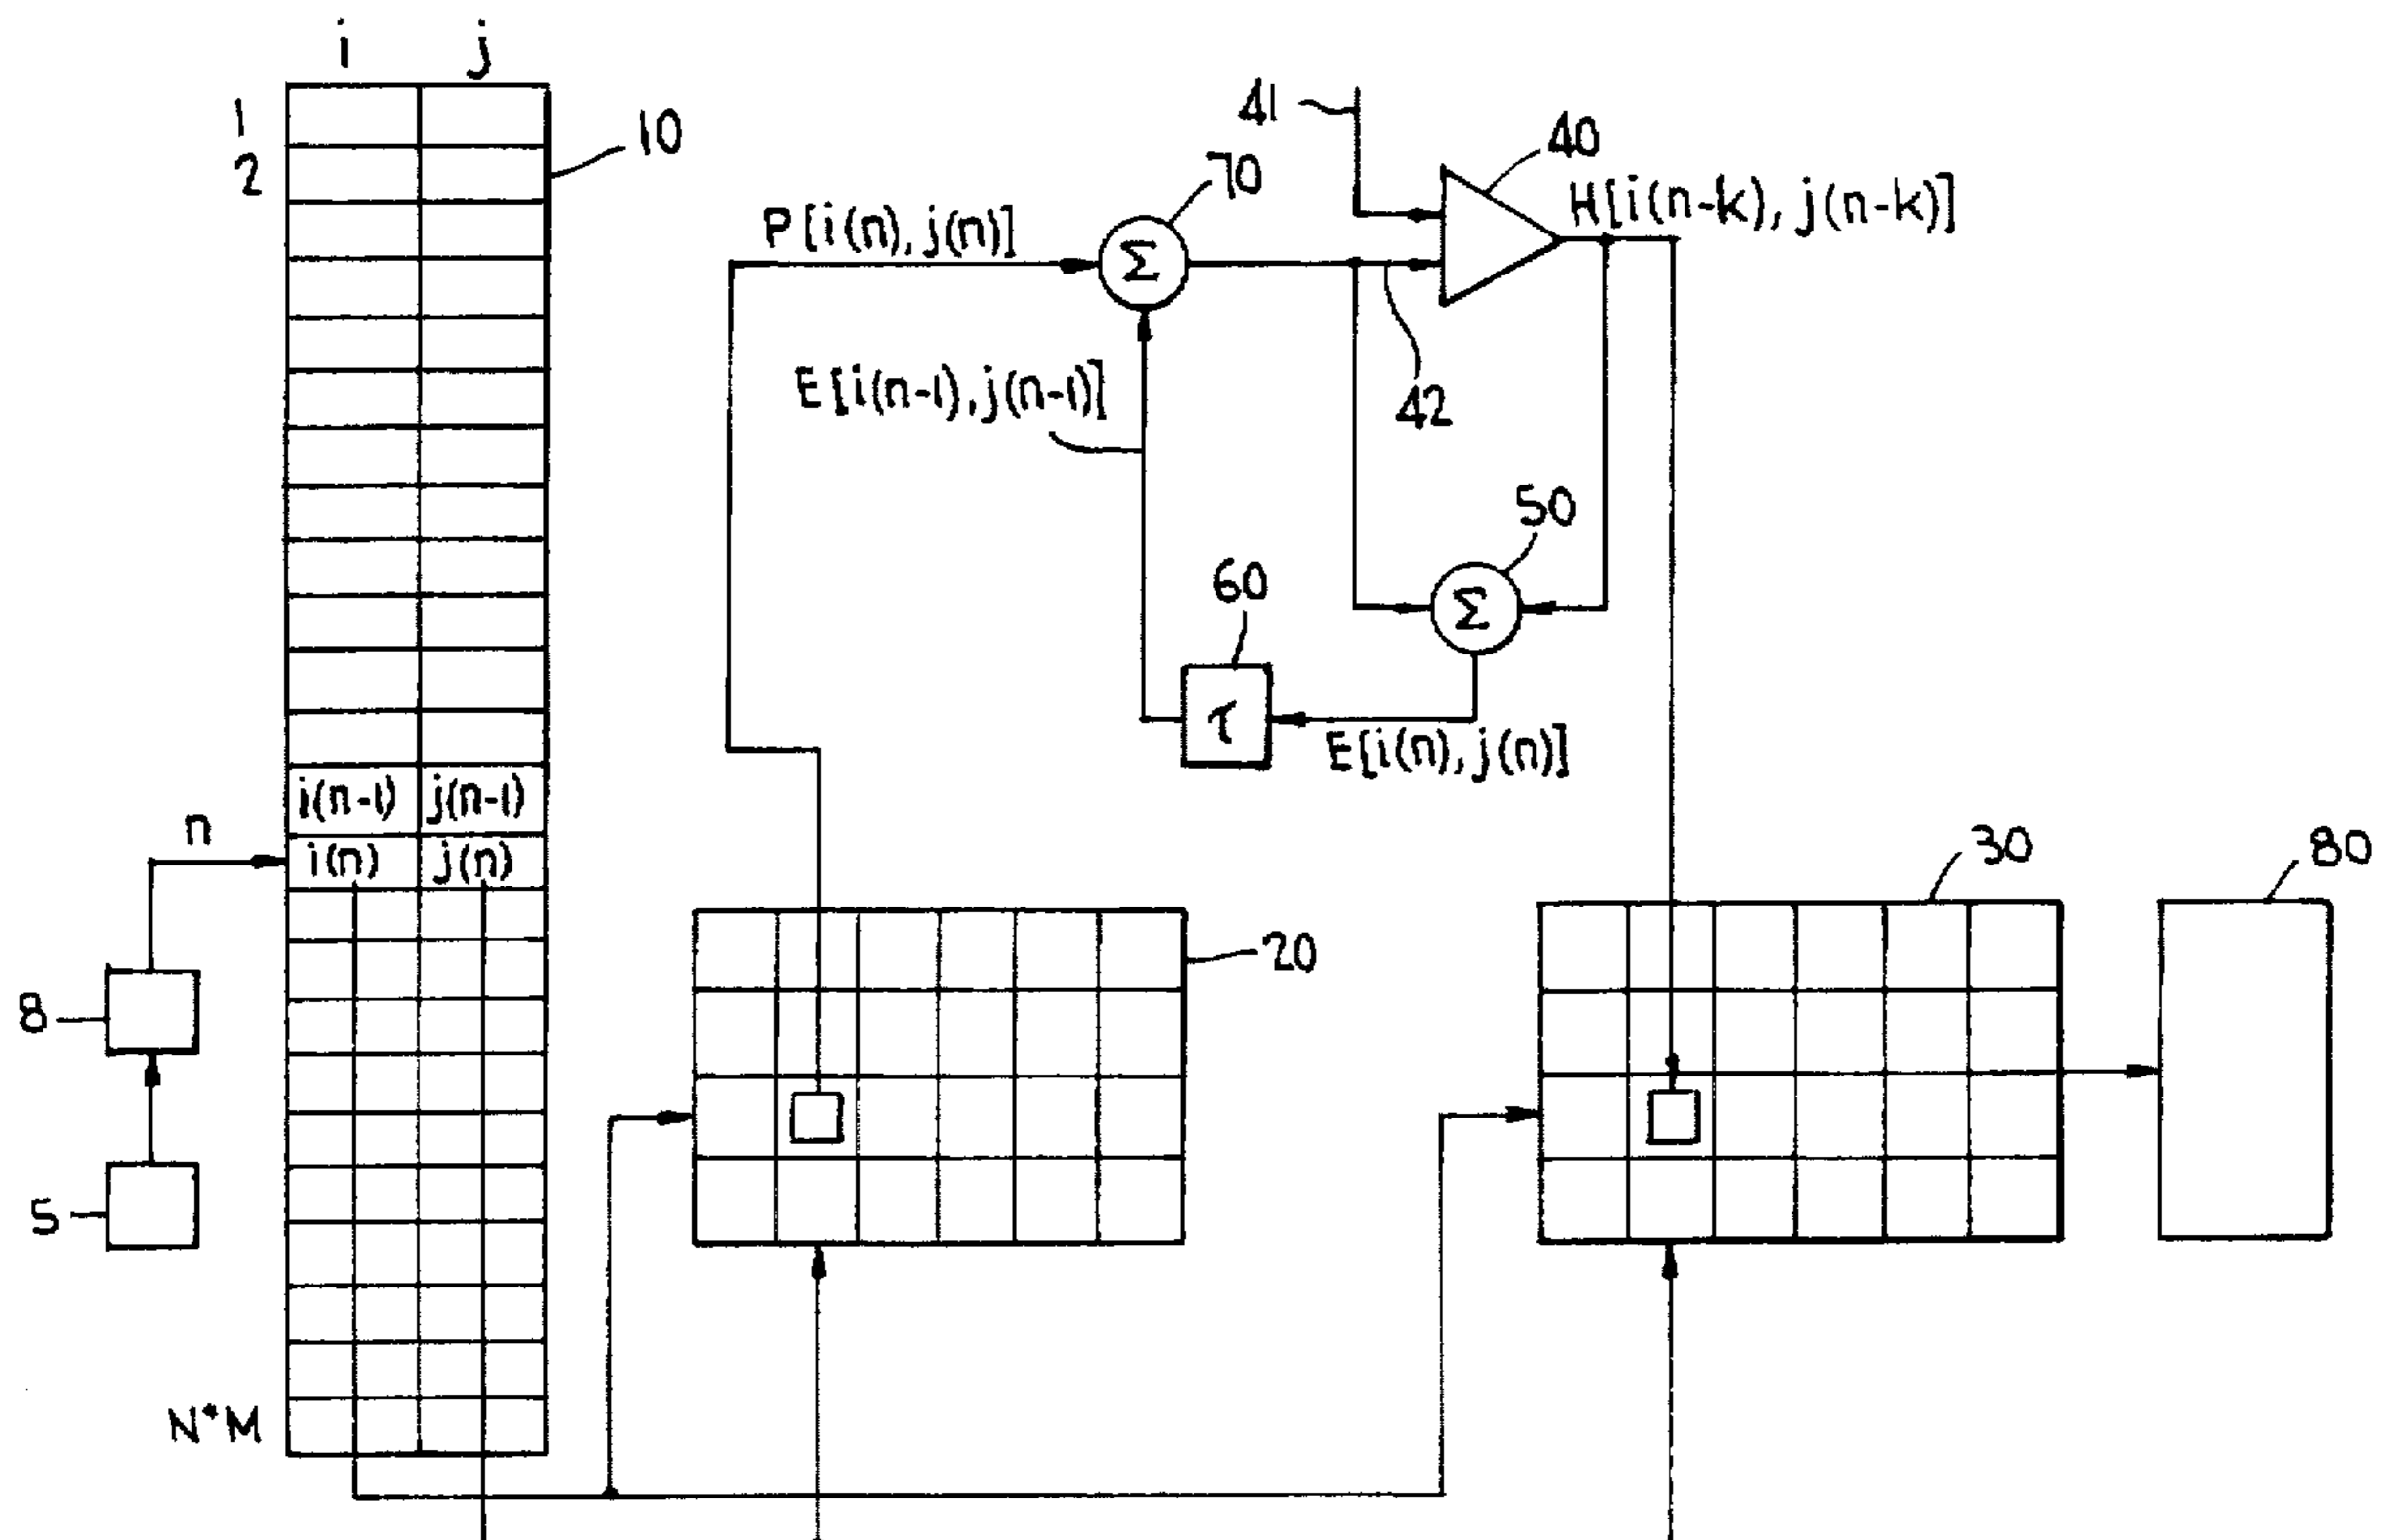 i j
1
2
10
41
40
70
P[i(n),j(n)]
H[i(n-k), j(n-k)]
Σ
E[i(n-1),j(n-1)]
42
50
Σ
60
τ
E[i(n),j(n)]
i(n-1) j(n-1)
n
i(n) j(n)
30
80
20
8
5
N*M